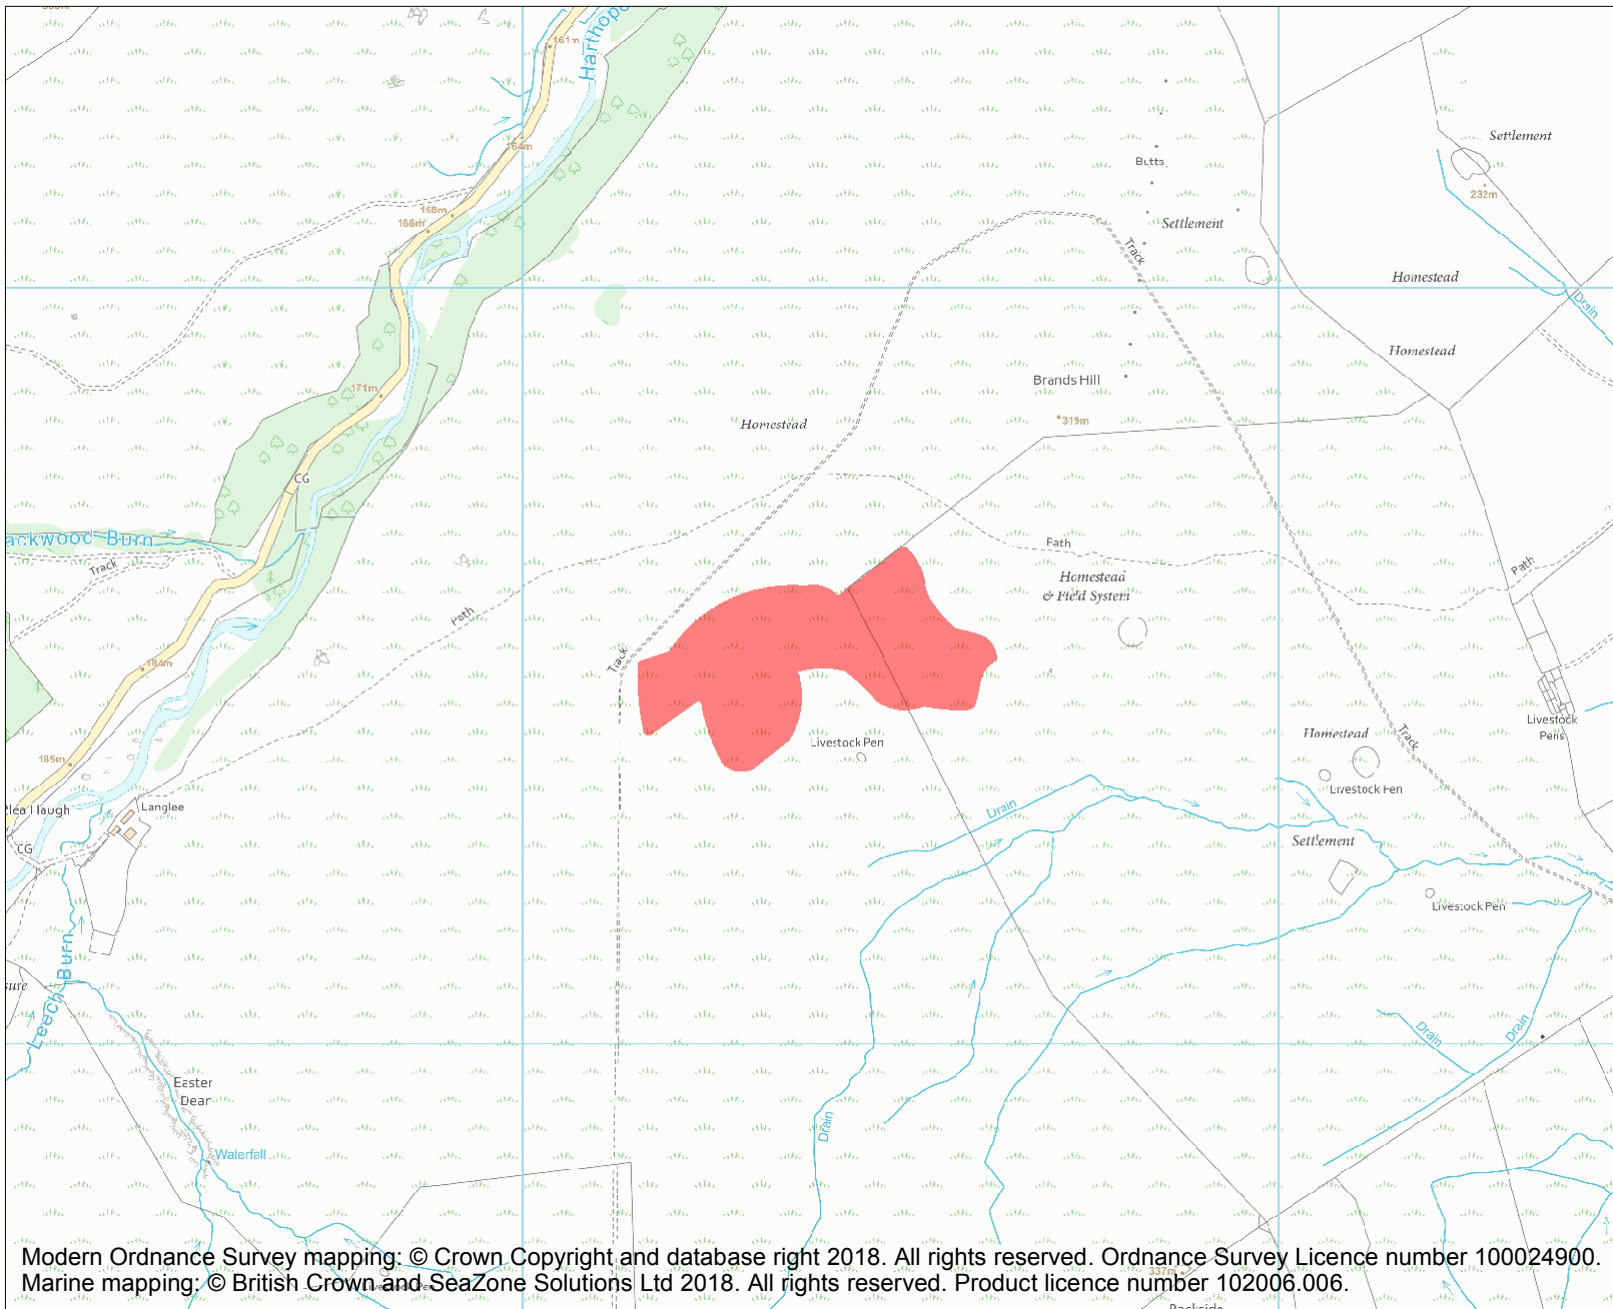 161m
Harthope
164m
Settlement
Butts
232m
168m
166m
Settlement
Track
Homestead
Drain
Homestead
Brands Hill
171m
319m
Homestead
CG
ackwood Burn
Track
Path
Path
Homestead
& Field System
Path
Track
184m
Livestock
Pens
Homestead
Track
Livestock Pen
185m
Livestock Pen
Langlee
Drain
CG
Settlement
Livestock Pen
Leech Burn
sure
Drain
Drain
Easter
Dean
Drain
Waterfall
337m
Modern Ordnance Survey mapping: © Crown Copyright and database right 2018. All rights reserved. Ordnance Survey Licence number 100024900.
Marine mapping: © British Crown and SeaZone Solutions Ltd 2018. All rights reserved. Product licence number 102006.006.